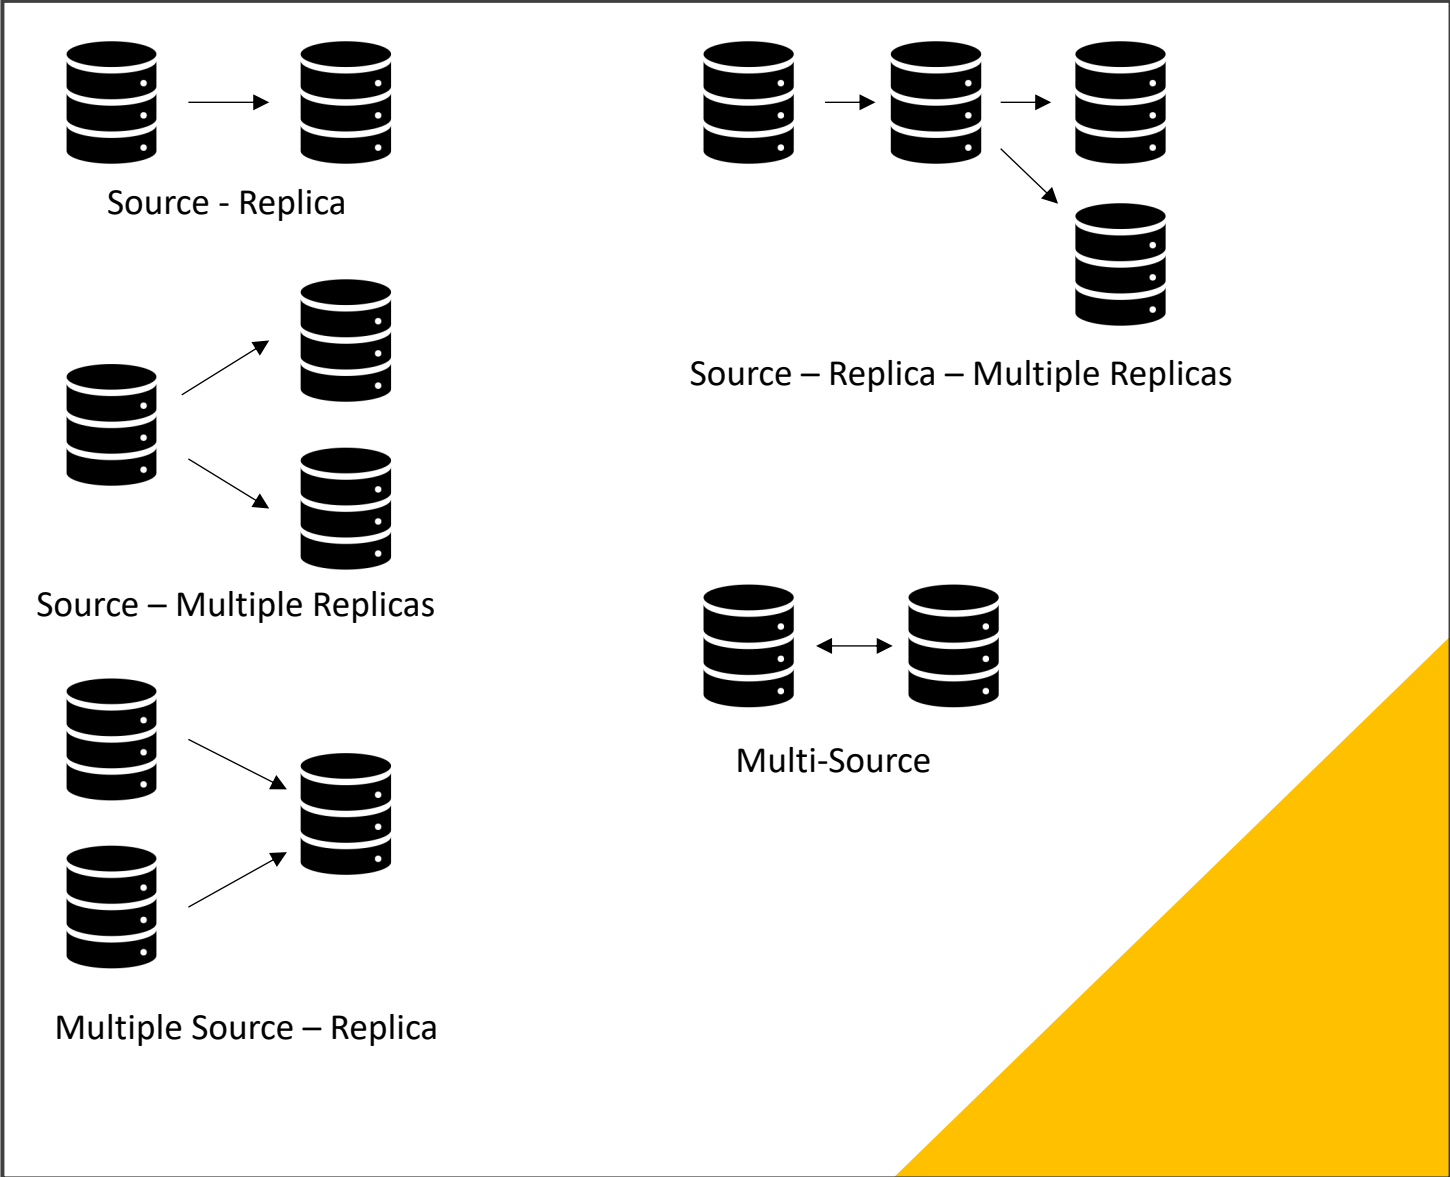 Source - Replica
Source – Multiple Replicas
Multiple Source – Replica
Source – Replica – Multiple Replicas
Multi-Source